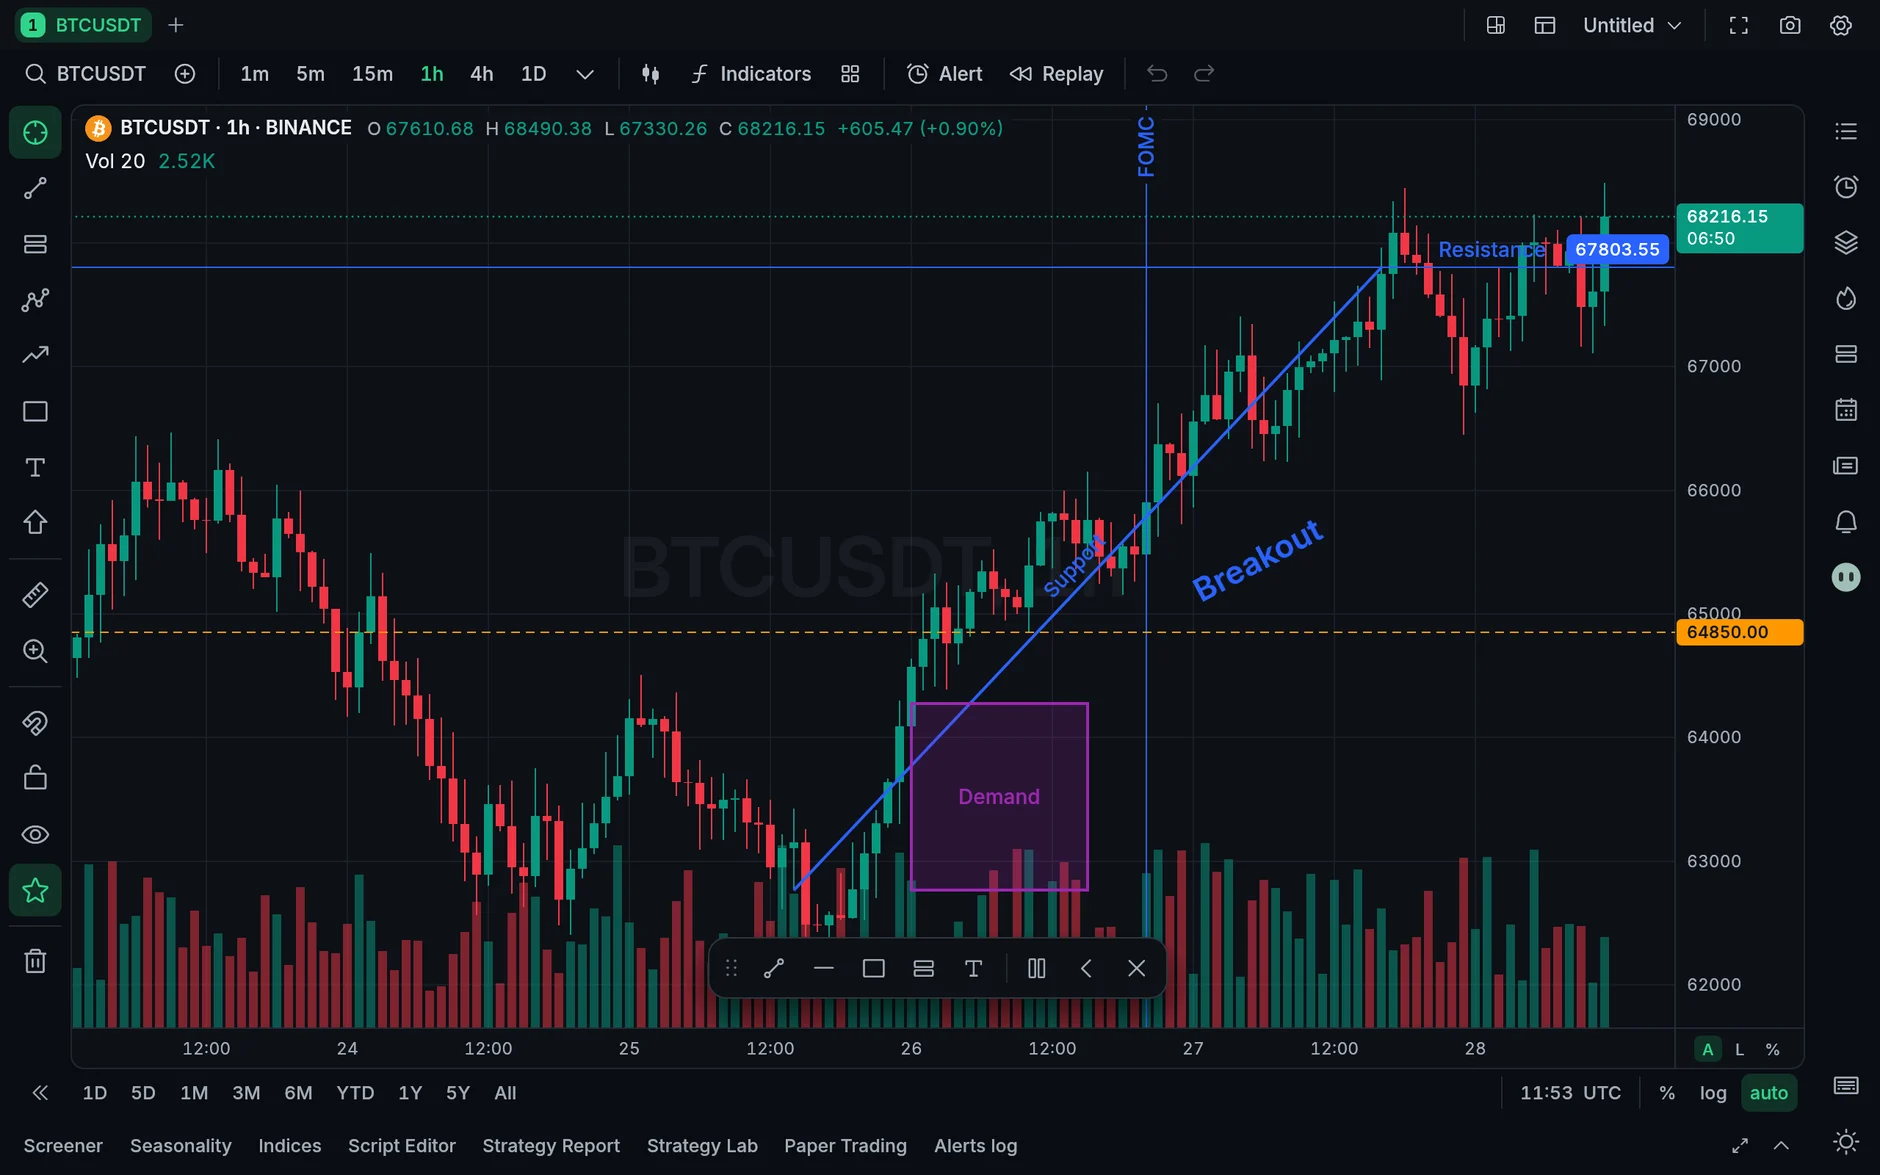 1 BTCUSDT
Untitled
BTCUSDT
1m 5m 15m 1h 4h 1D
Indicators
Alert
Replay
BTCUSDT · 1h · BINANCE O 67610.68 H 68490.38 L 67330.26 C 68216.15 +605.47 (+0.90%)
Vol 20 2.52K
FOMC
69000
68216.15
06:50
Resistance
67803.55
67000
66000
BTCUSDT, 1h
Support
Breakout
65000
64850.00
64000
Demand
63000
62000
12:00 24 12:00 25 12:00 26 12:00 27 12:00 28
A L %
1D 5D 1M 3M 6M YTD 1Y 5Y All
11:53 UTC % log auto
Screener Seasonality Indices Script Editor Strategy Report Strategy Lab Paper Trading Alerts log